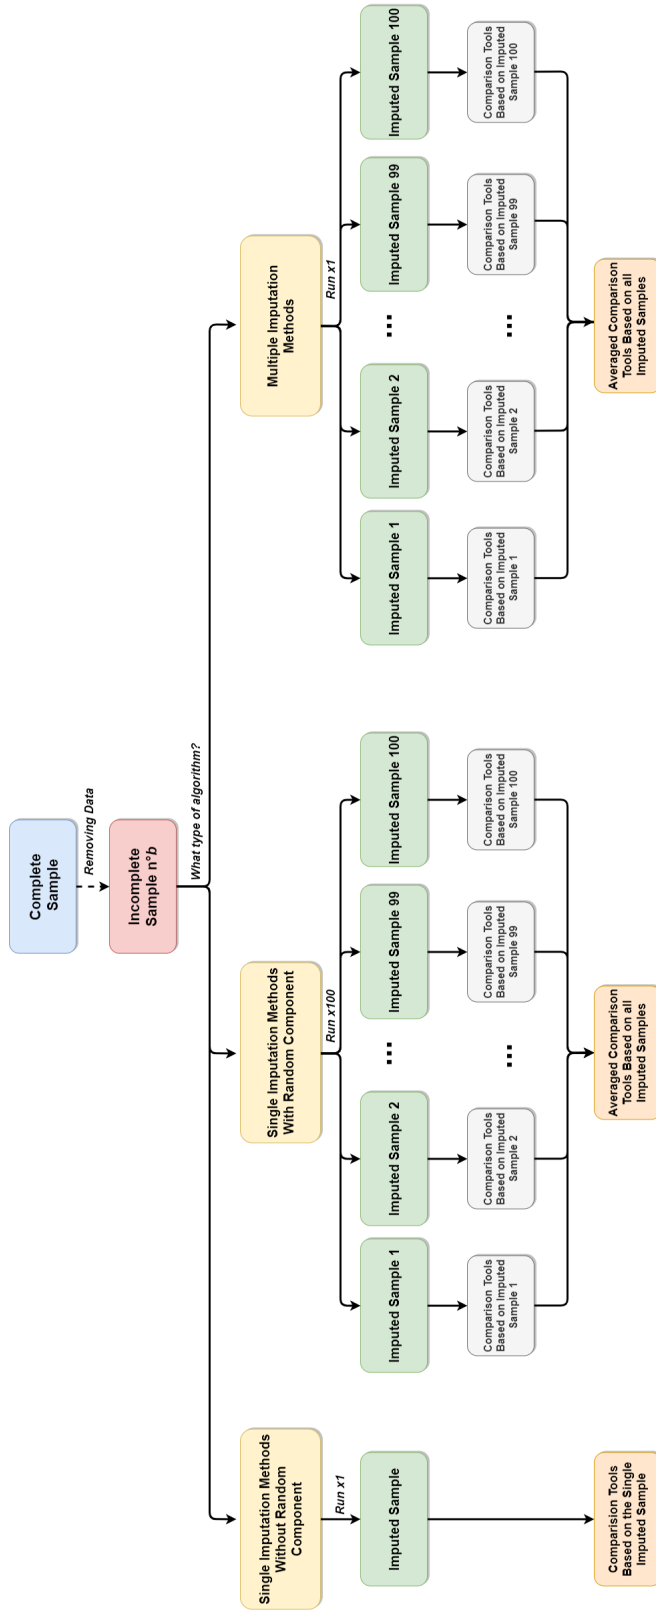 Complete
Sample
Removing Data
Incomplete
Sample n°b
What type of algorithm?
Single Imputation Methods
Without Random
Component
Single Imputation Methods
With Random Component
Multiple Imputation
Methods
Run x1
Run x100
Run x1
Imputed Sample
Imputed Sample 1
Imputed Sample 2
...
Imputed Sample 99
Imputed Sample 100
Imputed Sample 1
Imputed Sample 2
...
Imputed Sample 99
Imputed Sample 100
Comparison Tools
Based on Imputed
Sample 1
Comparison Tools
Based on Imputed
Sample 2
...
Comparison Tools
Based on Imputed
Sample 99
Comparison Tools
Based on Imputed
Sample 100
Comparison Tools
Based on Imputed
Sample 1
Comparison Tools
Based on Imputed
Sample 2
...
Comparison Tools
Based on Imputed
Sample 99
Comparison Tools
Based on Imputed
Sample 100
Comparision Tools
Based on the Single
Imputed Sample
Averaged Comparison
Tools Based on all
Imputed Samples
Averaged Comparison
Tools Based on all
Imputed Samples